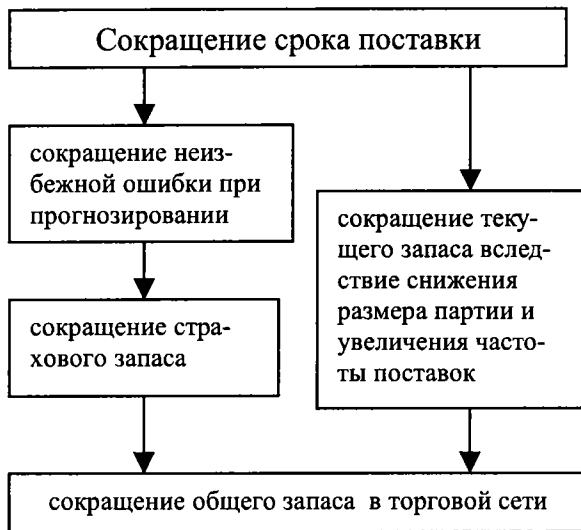 Сокращение срока поставки
сокращение неиз-
бежной ошибки при
прогнозировании
сокращение стра-
хового запаса
сокращение теку-
щего запаса вслед-
ствие снижения
размера партии и
увеличения часто-
ты поставок
сокращение общего запаса в торговой сети